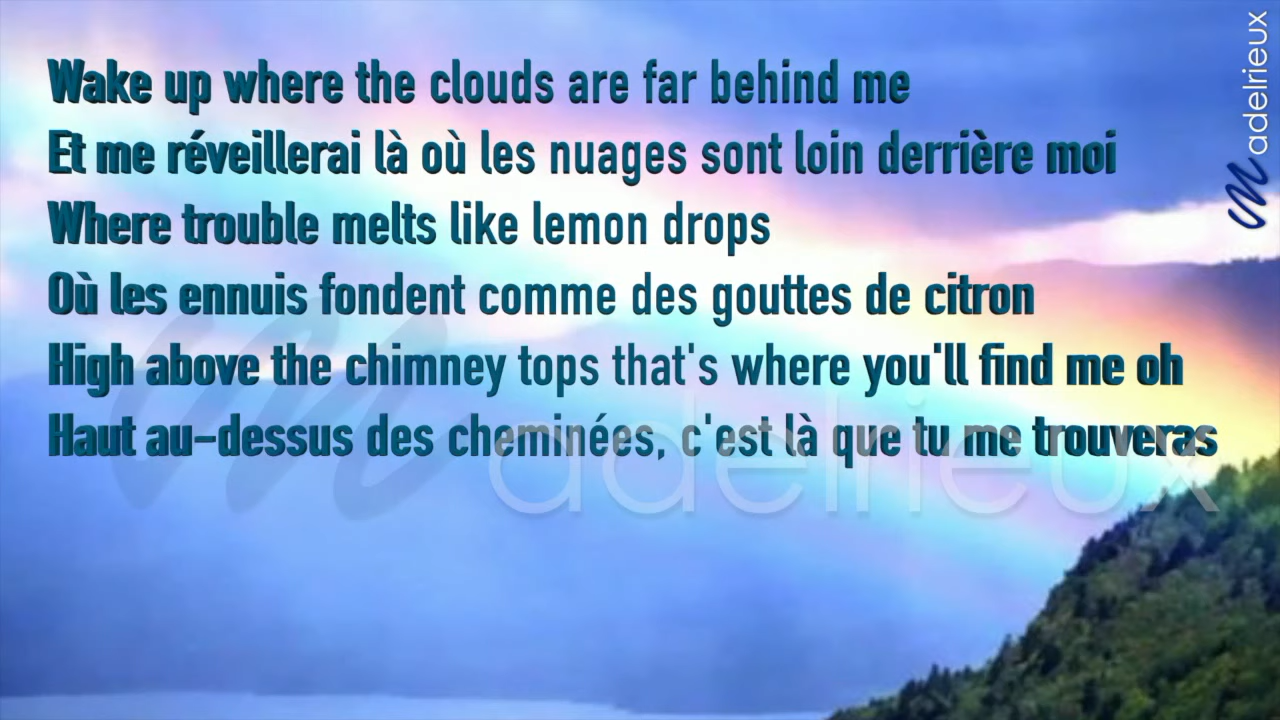 Wake up where the clouds are far behind me
Et me réveillerai là où les nuages sont loin derrière moi
Where trouble melts like lemon drops
Où les ennuis fondent comme des gouttes de citron
High above the chimney tops that's where you'll find me oh
Haut au-dessus des cheminées, c'est là que tu me trouveras
madelrieux
madelrieux